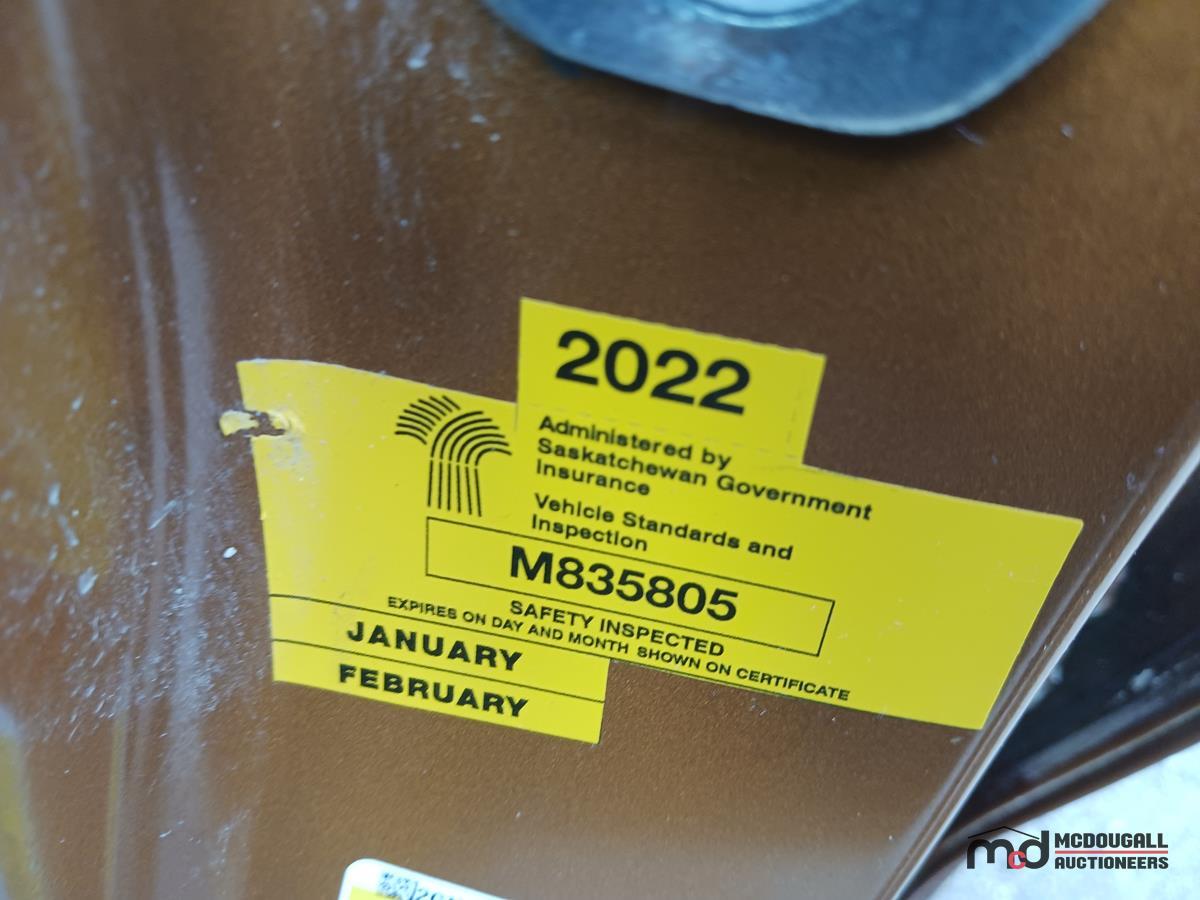 2022
Administered by
Saskatchewan Government
Insurance
Vehicle Standards and
Inspection
M835805
SAFETY INSPECTED
EXPIRES ON DAY AND MONTH SHOWN ON CERTIFICATE
JANUARY
FEBRUARY
mcd
MCDOUGALL
AUCTIONEERS